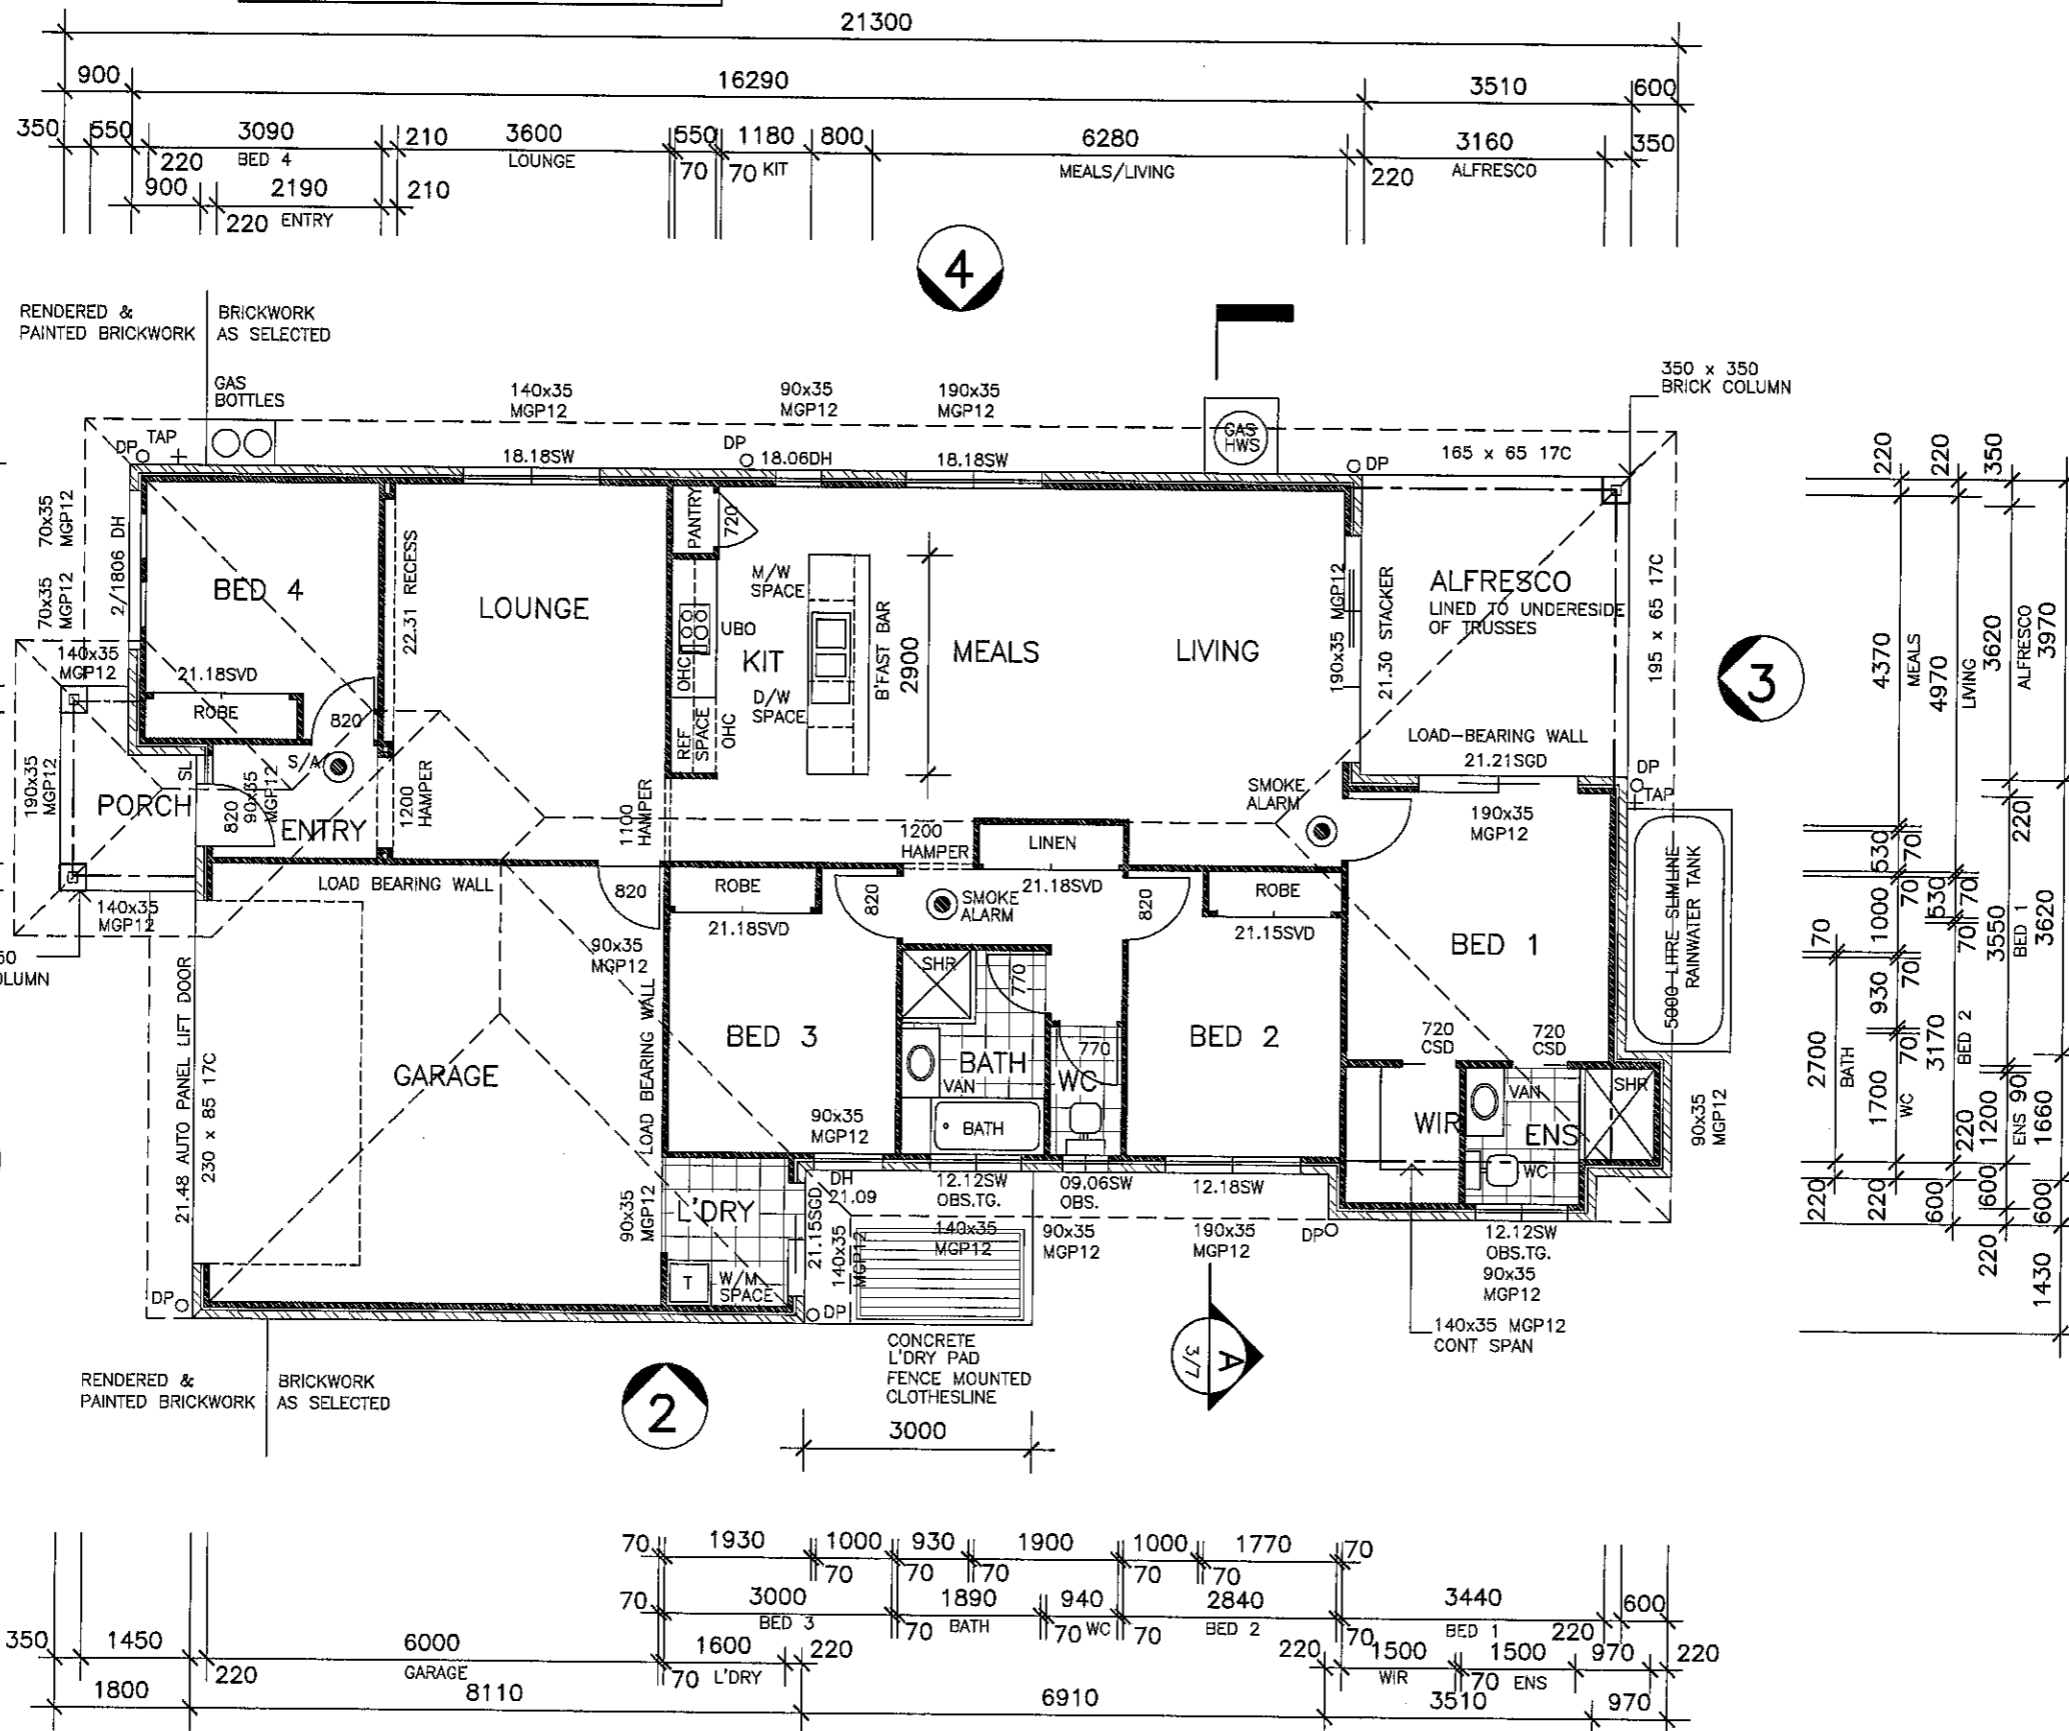 21300
900 16290 3510 600
350 550 3090 210 3600 550 1180 800 6280 3160 350
220 BED 4 LOUNGE 70 70 KIT MEALS/LIVING 220 ALFRESCO
900 2190 210
220 ENTRY
4
RENDERED &
PAINTED BRICKWORK
BRICKWORK
AS SELECTED
GAS
BOTTLES
140x35
MGP12
90x35
MGP12
190x35
MGP12
350 x 350
BRICK COLUMN
GAS
HWS
DP
TAP
18.18SW
DP
18.06DH
18.18SW
DP
165 x 65 17C
70x35
MGP12
70x35
MGP12
2/1806 DH
BED 4
22.31 RECESS
LOUNGE
PANTRY
720
M/W
SPACE
UBO
KIT
OHC
D/W
SPACE
REF
SPACE
OHC
B'FAST BAR
2900
MEALS
LIVING
190x35 MGP12
21.30 STACKER
ALFRESCO
LINED TO UNDERESIDE
OF TRUSSES
195 x 65 17C
3
140x35
MGP12
21.18SVD
ROBE
820
S/A
190x35
MGP12
PORCH
SL
820
90x35
MGP12
ENTRY
1200
HAMPER
1100
HAMPER
1200
HAMPER
LINEN
21.18SVD
SMOKE
ALARM
LOAD-BEARING WALL
21.21SGD
190x35
MGP12
DP
TAP
LOAD BEARING WALL
140x35
MGP12
OLUMN
820
90x35
MGP12
ROBE
21.18SVD
820
SMOKE
ALARM
820
ROBE
21.15SVD
BED 1
5000 LITRE SLIMLINE
RAINWATER TANK
21.48 AUTO PANEL LIFT DOOR
230 x 85 17C
GARAGE
LOAD BEARING WALL
BED 3
SHR
770
BATH
VAN
BATH
770
WC
BED 2
720
CSD
720
CSD
WIR
VAN
ENS
WC
SHR
90x35
MGP12
90x35
MGP12
90x35
MGP12
L'DRY
T
W/M
SPACE
21.15SGD
140x35
MGP12
DH
21.09
12.12SW
OBS.TG.
140x35
MGP12
09.06SW
OBS.
90x35
MGP12
12.18SW
190x35
MGP12
DP
12.12SW
OBS.TG.
90x35
MGP12
140x35 MGP12
CONT SPAN
DP
DP
CONCRETE
L'DRY PAD
FENCE MOUNTED
CLOTHESLINE
3000
RENDERED &
PAINTED BRICKWORK
BRICKWORK
AS SELECTED
2
A
3/7
220 220 350
4370 MEALS 4970 LIVING 3620 ALFRESCO 3970
630 70 220
70 1000 70 530 70 3550 BED 1 3620
2700 BATH 930 70 70 3170 BED 2
1700 WC 70 220 1200 ENS 90 1660
220 220 600 600 600
220 1430
70 1930 1000 930 1900 1000 1770 70
70 70 70 70 70
70 3000 1890 940 2840 3440 600
BED 3 70 BATH 70 WC 70 BED 2 70 BED 1 220
350 1450 6000 1600 220 220 1500 1500 970 220
220 GARAGE 70 L'DRY WIR 70 ENS
1800 8110 6910 3510 970